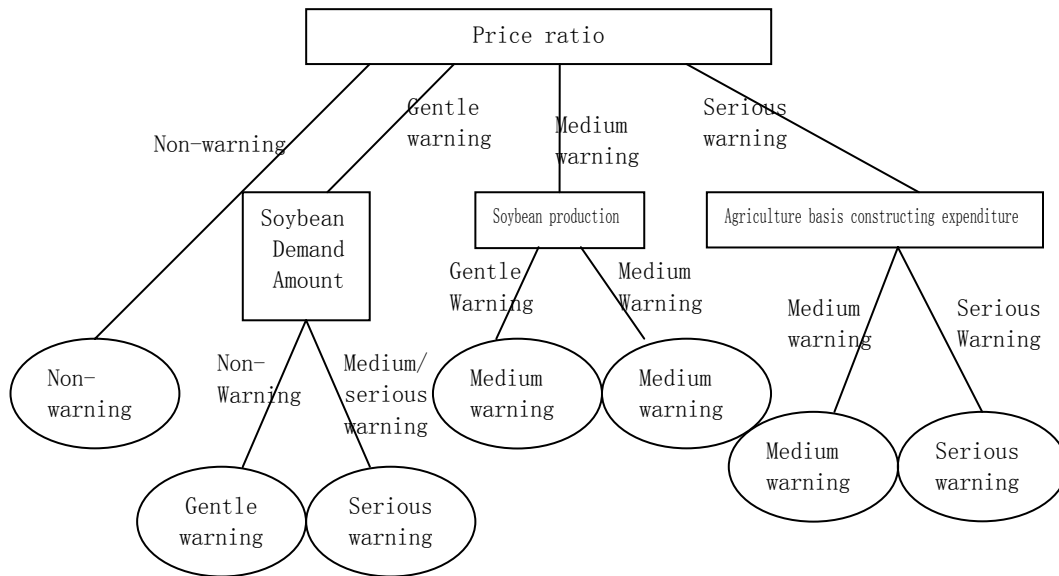 Price ratio
Non-warning
Gentle
warning
Medium
warning
Serious
warning
Soybean
Demand
Amount
Soybean production
Agriculture basis constructing expenditure
Gentle
Warning
Medium
Warning
Medium
warning
Serious
Warning
Non-
warning
Non-
Warning
Medium/
serious
warning
Medium
warning
Medium
warning
Medium
warning
Serious
warning
Gentle
warning
Serious
warning